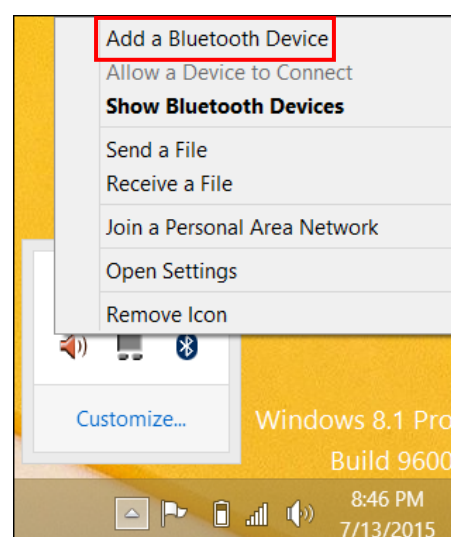 Add a Bluetooth Device
Allow a Device to Connect
Show Bluetooth Devices
Send a File
Receive a File
Join a Personal Area Network
Open Settings
Remove Icon
Customize...
Windows 8.1 Pro
Build 9600
8:46 PM
7/13/2015